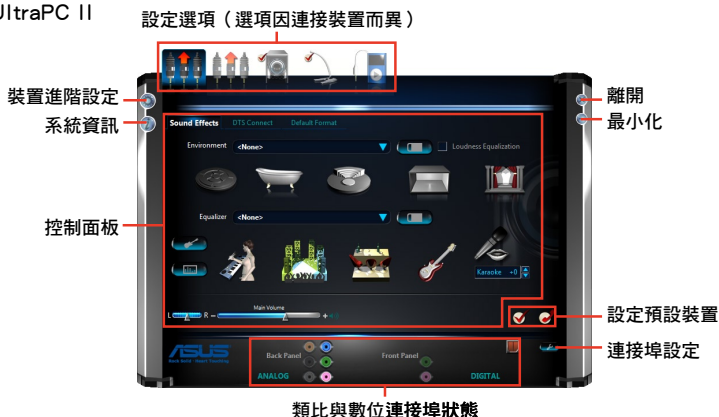 UltraPC II
設定選項（選項因連接裝置而異）
裝置進階設定
系統資訊
離開
最小化
Sound Effects DTS Connect Default Format
Environment <None> Loudness Equalization
控制面板
Equalizer <None>
Karaoke +0
Main Volume
L R - +
設定預設裝置
連接埠設定
ASUS
Back Panel Front Panel
ANALOG DIGITAL
類比與數位連接埠狀態